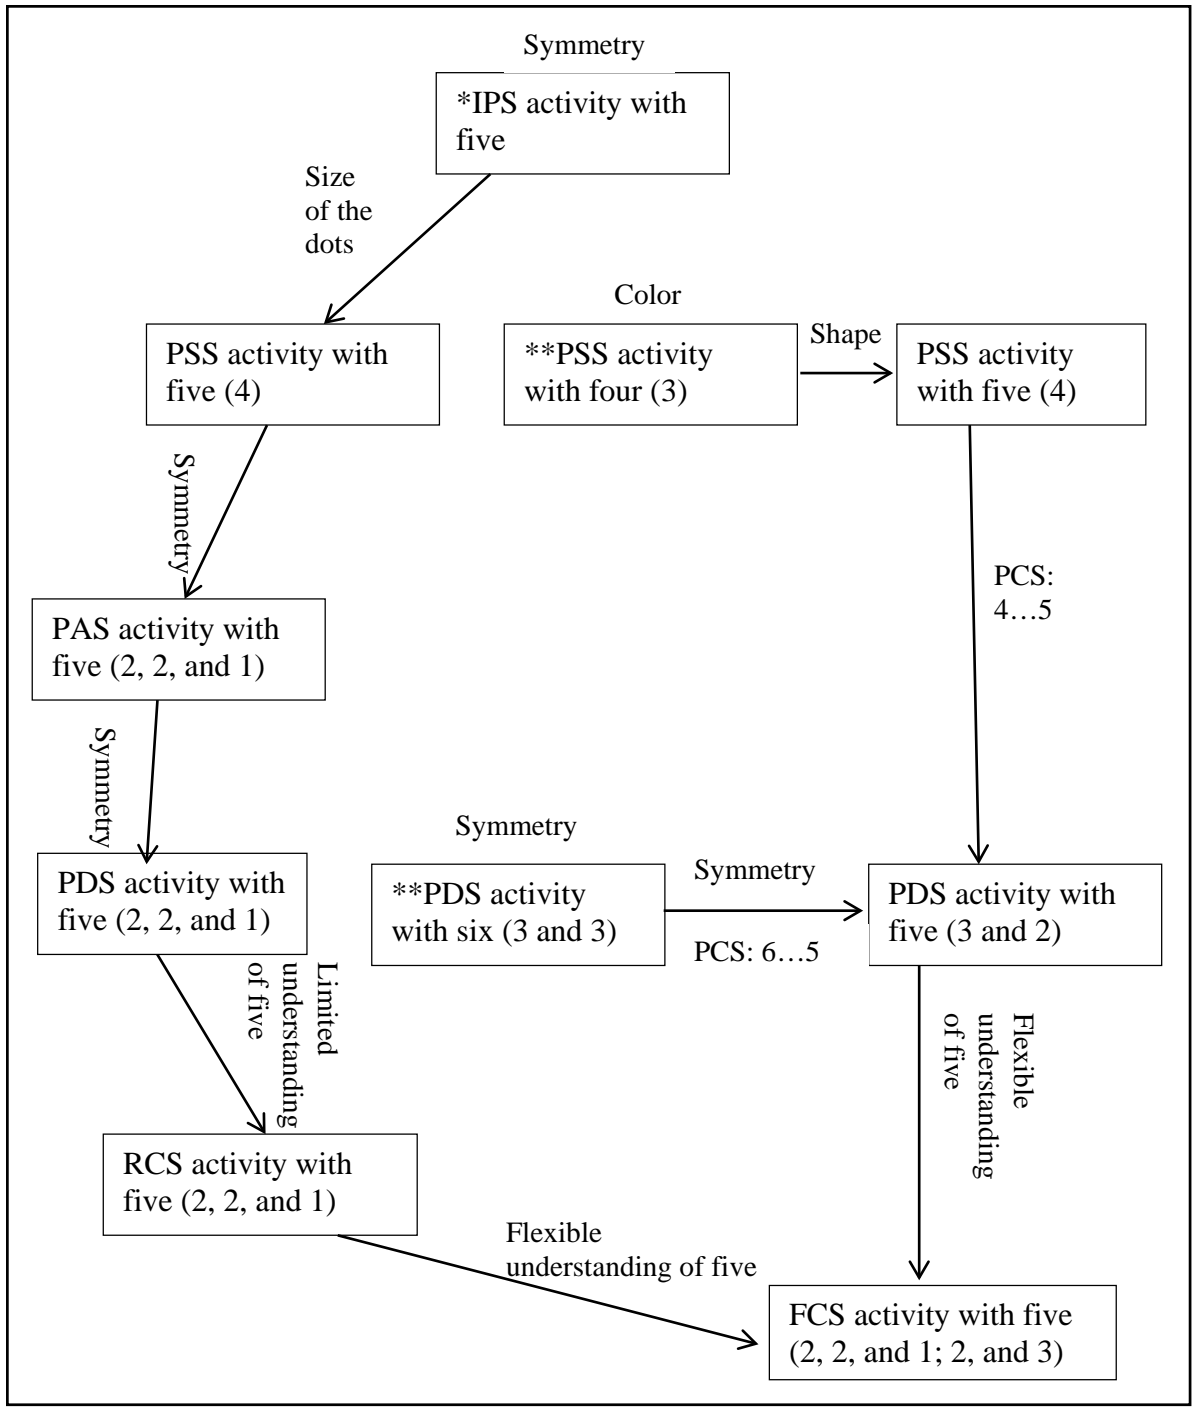 Symmetry
*IPS activity with
five
Size
of the
dots
Color
PSS activity with
five (4)
**PSS activity
with four (3)
Shape
PSS activity
with five (4)
Symmetry
PCS:
4…5
PAS activity with
five (2, 2, and 1)
Symmetry
Symmetry
PDS activity with
five (2, 2, and 1)
**PDS activity
with six (3 and 3)
Symmetry
PCS: 6…5
PDS activity with
five (3 and 2)
Limited
understanding
of five
Flexible
understanding
of five
RCS activity with
five (2, 2, and 1)
Flexible
understanding of five
FCS activity with five
(2, 2, and 1; 2, and 3)